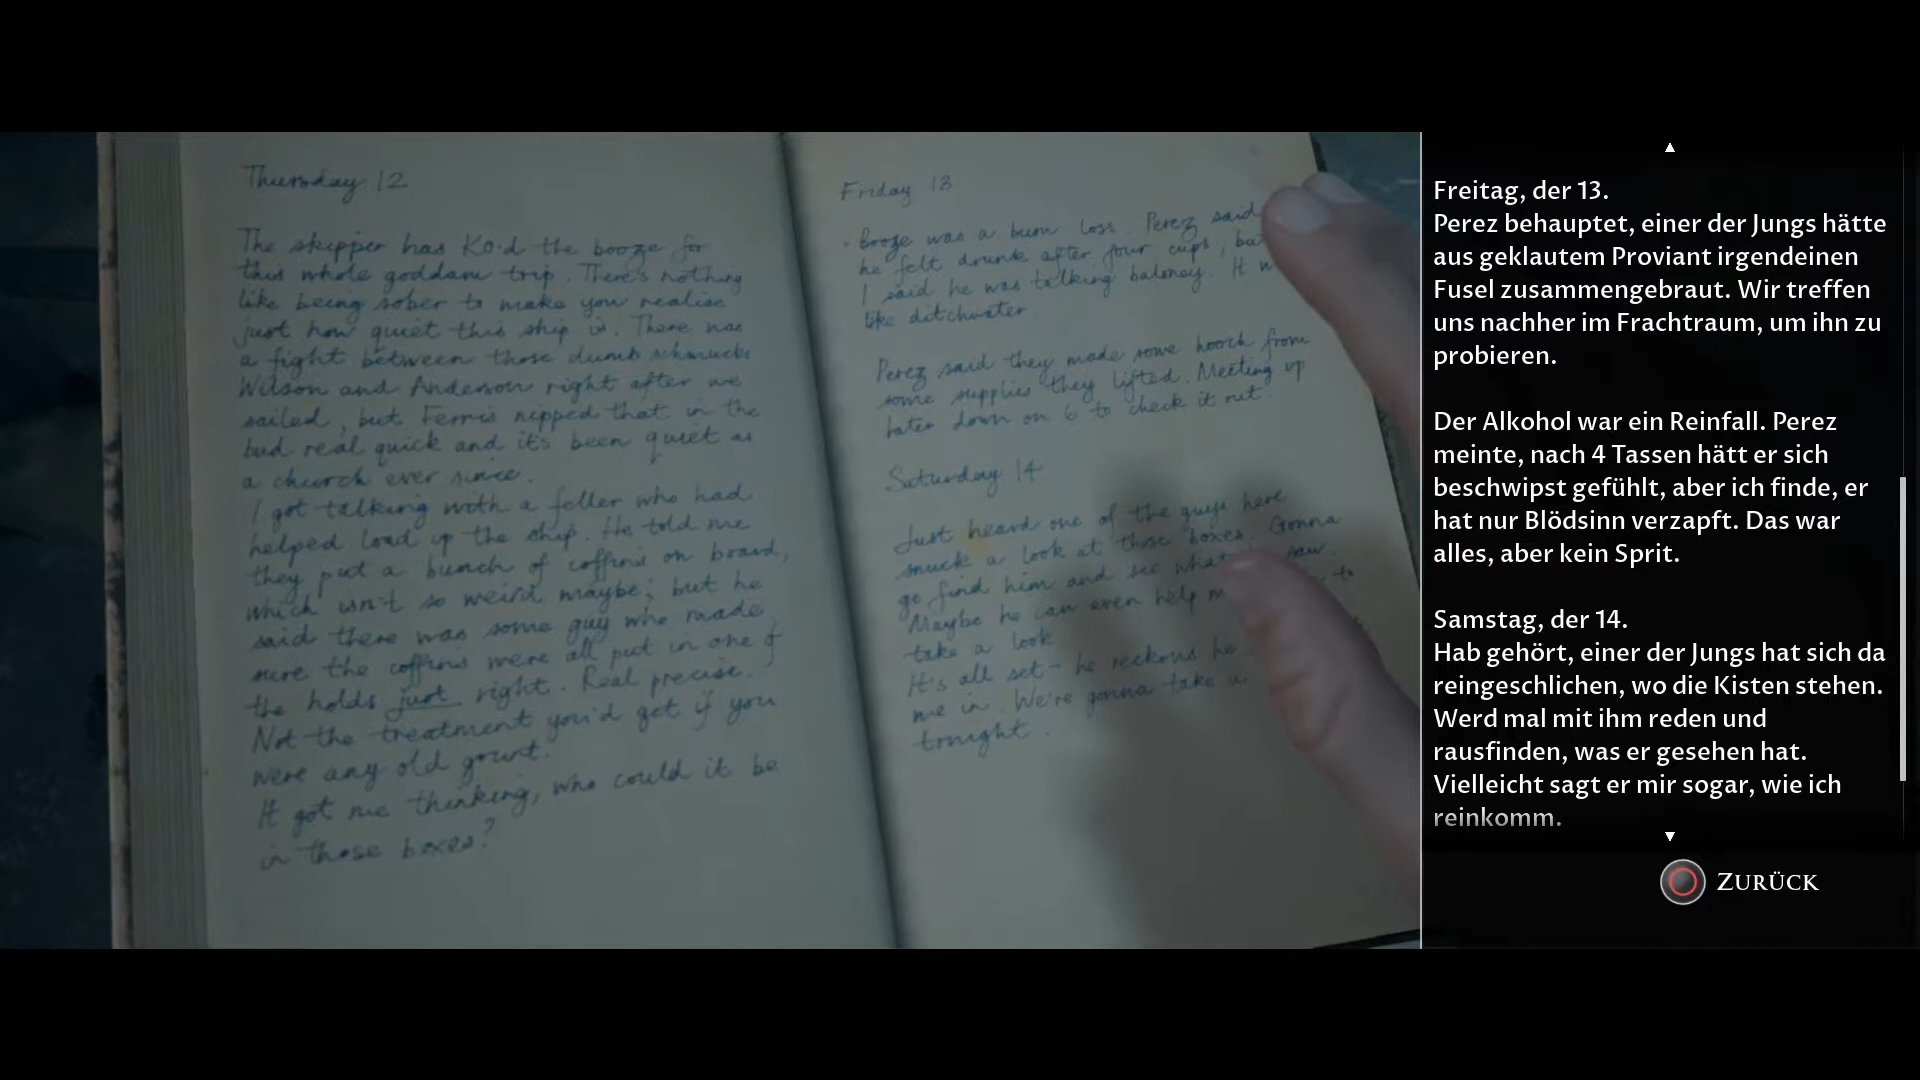 Thursday 12
The skipper has KO'd the booze for
this whole goddam trip. There's nothing
like being sober to make you realise
just how quiet this ship is. There was
a fight between those dumb schmucks
Wilson and Anderson right after we
sailed, but Ferris nipped that in the
bud real quick and it's been quiet as
a church ever since.
I got talking with a feller who had
helped load up the ship. He told me
they put a bunch of coffins on board,
which isn't so weird maybe; but he
said there was some guy who made
sure the coffins were all put in one of
the holds just right. Real precise.
Not the treatment you'd get if you
were any old grunt.
It got me thinking, who could it be
in those boxes?
Friday 13
Booze was a bum loss. Perez said
he felt drunk after four cups, but
I said he was talking baloney. It
like ditchwater.
Perez said they made some hooch from
some supplies they lifted. Meeting up
later down on 6 to check it out.
Saturday 14
Just heard one of the guys here
snuck a look at those boxes. Gonna
go find him and see what saw
Maybe he can even help to
take a look
It's all set - he reckons he
me in. We're gonna take a
tonight.
Freitag, der 13.
Perez behauptet, einer der Jungs hätte
aus geklautem Proviant irgendeinen
Fusel zusammengebraut. Wir treffen
uns nachher im Frachtraum, um ihn zu
probieren.
Der Alkohol war ein Reinfall. Perez
meinte, nach 4 Tassen hätt er sich
beschwipst gefühlt, aber ich finde, er
hat nur Blödsinn verzapft. Das war
alles, aber kein Sprit.
Samstag, der 14.
Hab gehört, einer der Jungs hat sich da
reingeschlichen, wo die Kisten stehen.
Werd mal mit ihm reden und
rausfinden, was er gesehen hat.
Vielleicht sagt er mir sogar, wie ich
reinkomm.
ZURÜCK